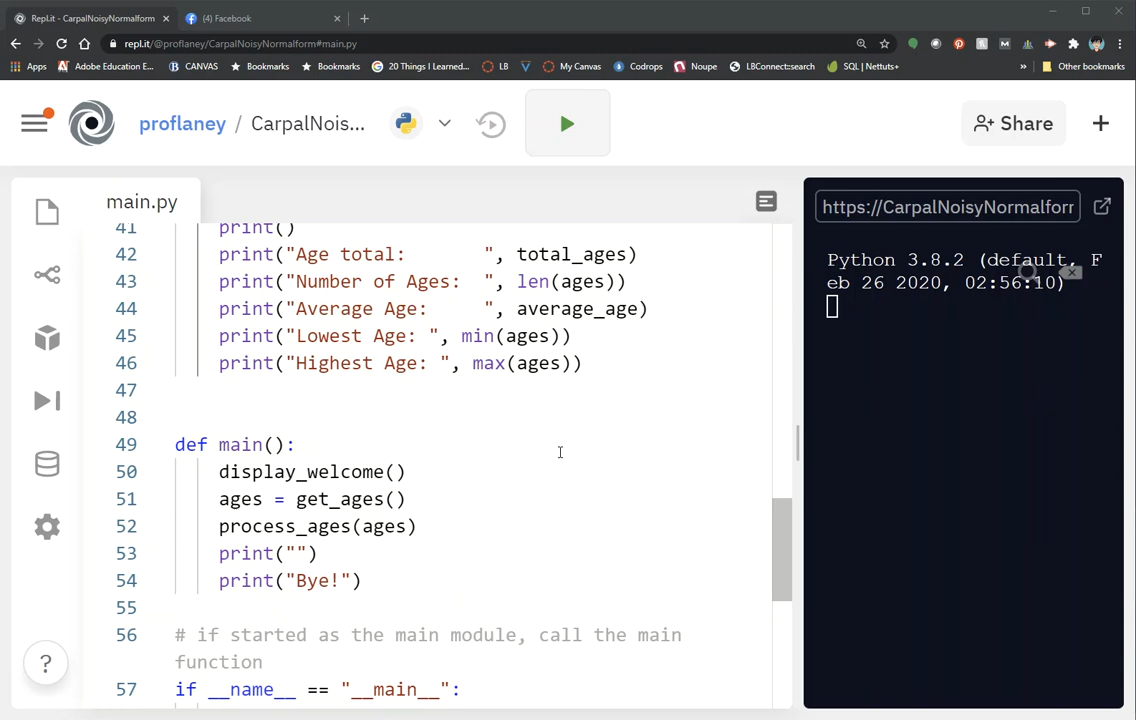 Repl.it - CarpalNoisyNormalform
(4) Facebook
repl.it/@proflaney/CarpalNoisyNormalform#main.py
Apps Adobe Education E... CANVAS Bookmarks Bookmarks 20 Things I Learned... LB My Canvas Codrops Noupe LBConnect:search SQL | Nettuts+ » Other bookmarks
proflaney / CarpalNois...
Share
main.py
https://CarpalNoisyNormalforr
41 print()
42 print("Age total:       ", total_ages)
43 print("Number of Ages:  ", len(ages))
44 print("Average Age:     ", average_age)
45 print("Lowest Age: ", min(ages))
46 print("Highest Age: ", max(ages))
47
48
49 def main():
50 display_welcome()
51 ages = get_ages()
52 process_ages(ages)
53 print("")
54 print("Bye!")
55
56 # if started as the main module, call the main
function
57 if __name__ == "__main__":
?
Python 3.8.2 (default, F
eb 26 2020, 02:56:10)